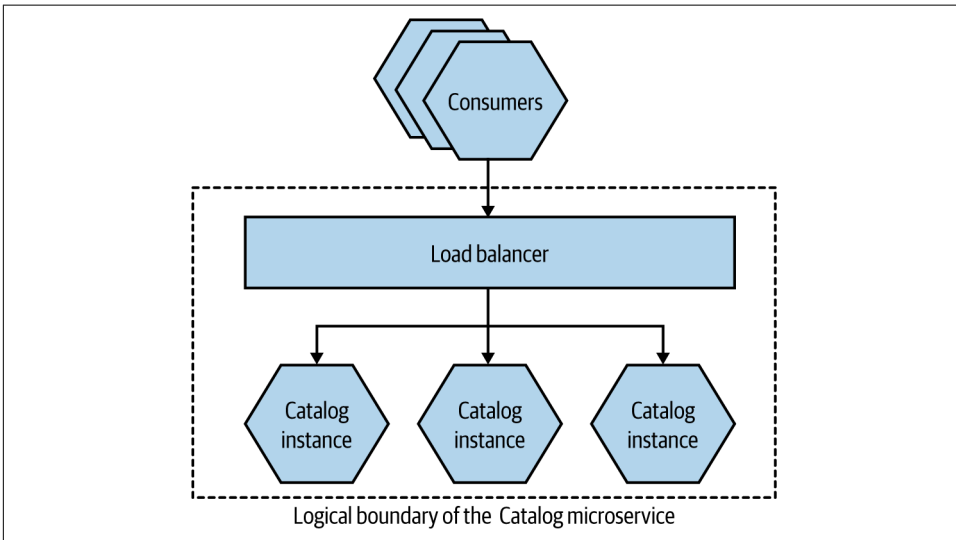 Consumers
Load balancer
Catalog
instance
Catalog
instance
Catalog
instance
Logical boundary of the Catalog microservice